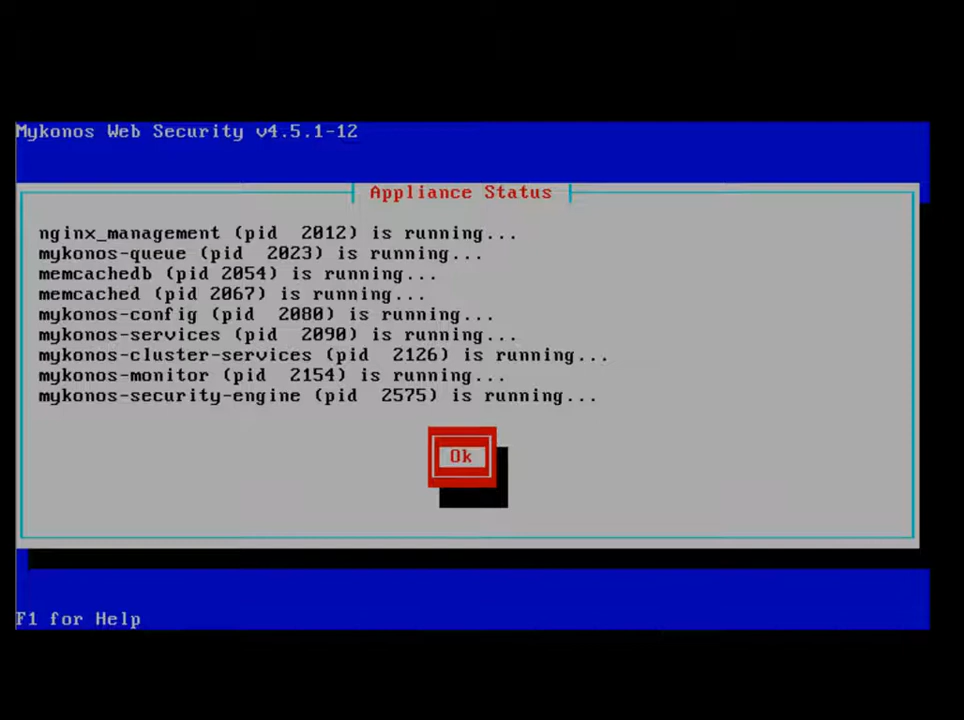 Mykonos Web Security v4.5.1-12
Appliance Status
nginx_management (pid  2012) is running...
mykonos-queue (pid  2023) is running...
memcachedb (pid 2054) is running...
memcached (pid 2067) is running...
mykonos-config (pid  2080) is running...
mykonos-services (pid  2090) is running...
mykonos-cluster-services (pid  2126) is running...
mykonos-monitor (pid  2154) is running...
mykonos-security-engine (pid  2575) is running...
Ok
F1 for Help